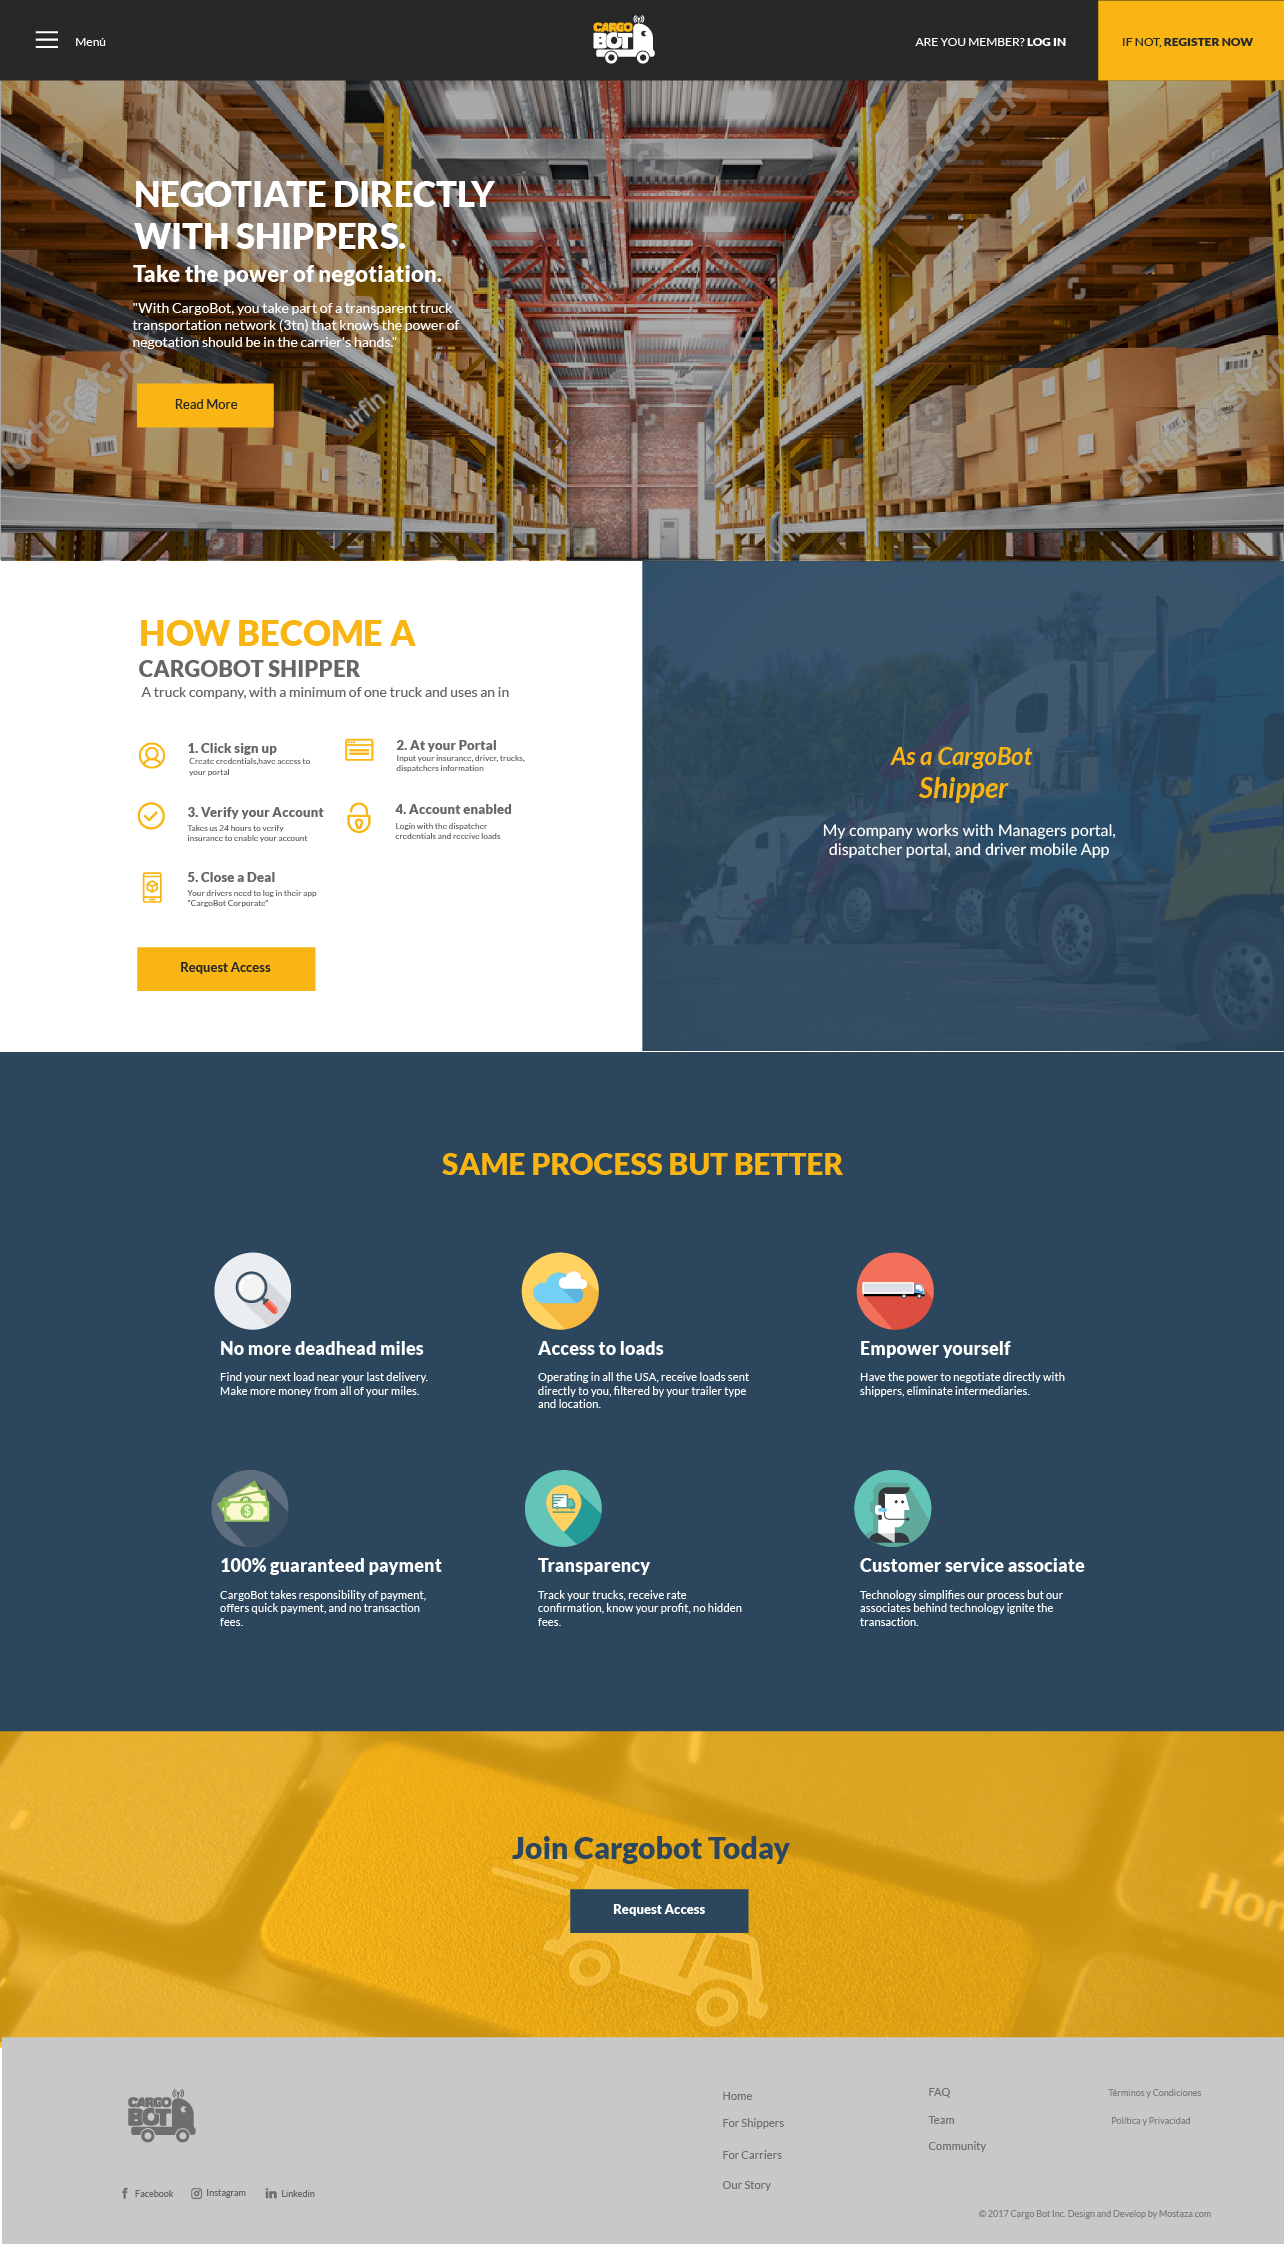 Menú
CARGO
BOT
ARE YOU MEMBER? LOG IN
IF NOT, REGISTER NOW
NEGOTIATE DIRECTLY
WITH SHIPPERS.
Take the power of negotiation.
"With CargoBot, you take part of a transparent truck
transportation network (3tn) that knows the power of
negotation should be in the carrier's hands."
Read More
shutterstock
shutterstock
urfin
shutterstock
urfin
HOW BECOME A
CARGOBOT SHIPPER
A truck company, with a minimum of one truck and uses an in
1. Click sign up
Create credentials,have access to
your portal
2. At your Portal
Input your insurance, driver, trucks,
dispatchers information
3. Verify your Account
Takes us 24 hours to verify
insurance to enable your account
4. Account enabled
Login with the dispatcher
credentials and receive loads
5. Close a Deal
Your drivers need to log in their app
"CargoBot Corporate"
Request Access
As a CargoBot
Shipper
My company works with Managers portal,
dispatcher portal, and driver mobile App
SAME PROCESS BUT BETTER
No more deadhead miles
Find your next load near your last delivery.
Make more money from all of your miles.
Access to loads
Operating in all the USA, receive loads sent
directly to you, filtered by your trailer type
and location.
Empower yourself
Have the power to negotiate directly with
shippers, eliminate intermediaries.
100% guaranteed payment
CargoBot takes responsibility of payment,
offers quick payment, and no transaction
fees.
Transparency
Track your trucks, receive rate
confirmation, know your profit, no hidden
fees.
Customer service associate
Technology simplifies our process but our
associates behind technology ignite the
transaction.
Join Cargobot Today
Request Access
Hom
CARGO
BOT
Facebook
Instagram
Linkedin
Home
For Shippers
For Carriers
Our Story
FAQ
Team
Community
Términos y Condiciones
Política y Privacidad
© 2017 Cargo Bot Inc. Design and Develop by Mostaza.com